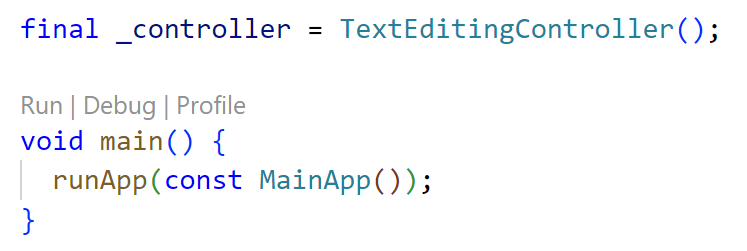 final _controller = TextEditingController();
Run | Debug | Profile
void main() {
  runApp(const MainApp());
}